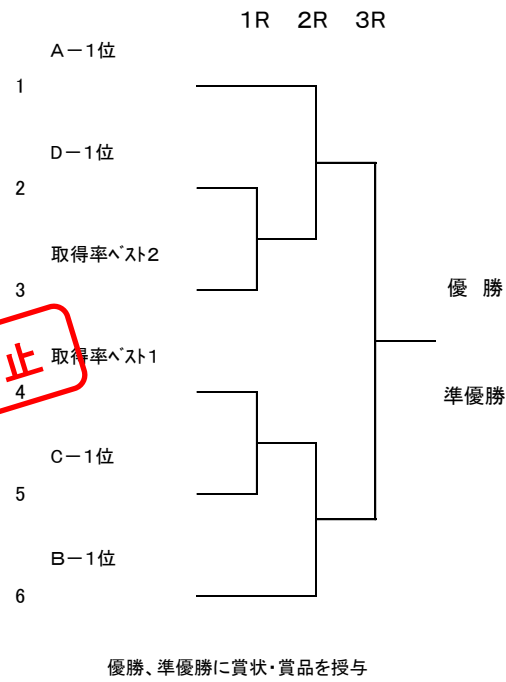 1R 2R 3R
A－1位
1
D－1位
2
取得率ベスト2
3
優 勝
止
取得率ベスト1
4
準優勝
C－1位
5
B－1位
6
優勝、準優勝に賞状・賞品を授与